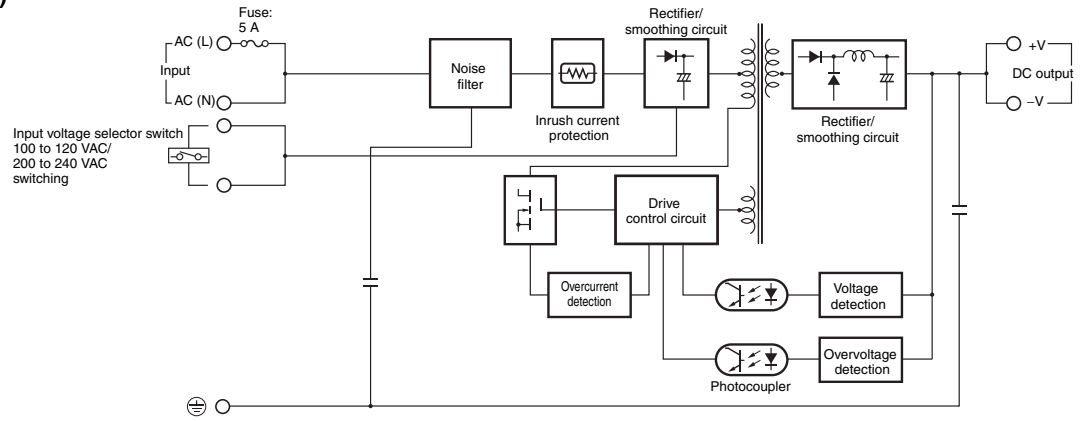 )
Fuse:
5 A
AC (L)
Input
AC (N)
Input voltage selector switch
100 to 120 VAC/
200 to 240 VAC
switching
Noise
filter
Inrush current
protection
Rectifier/
smoothing circuit
Rectifier/
smoothing circuit
+V
DC output
−V
Drive
control circuit
Overcurrent
detection
Voltage
detection
Overvoltage
detection
Photocoupler